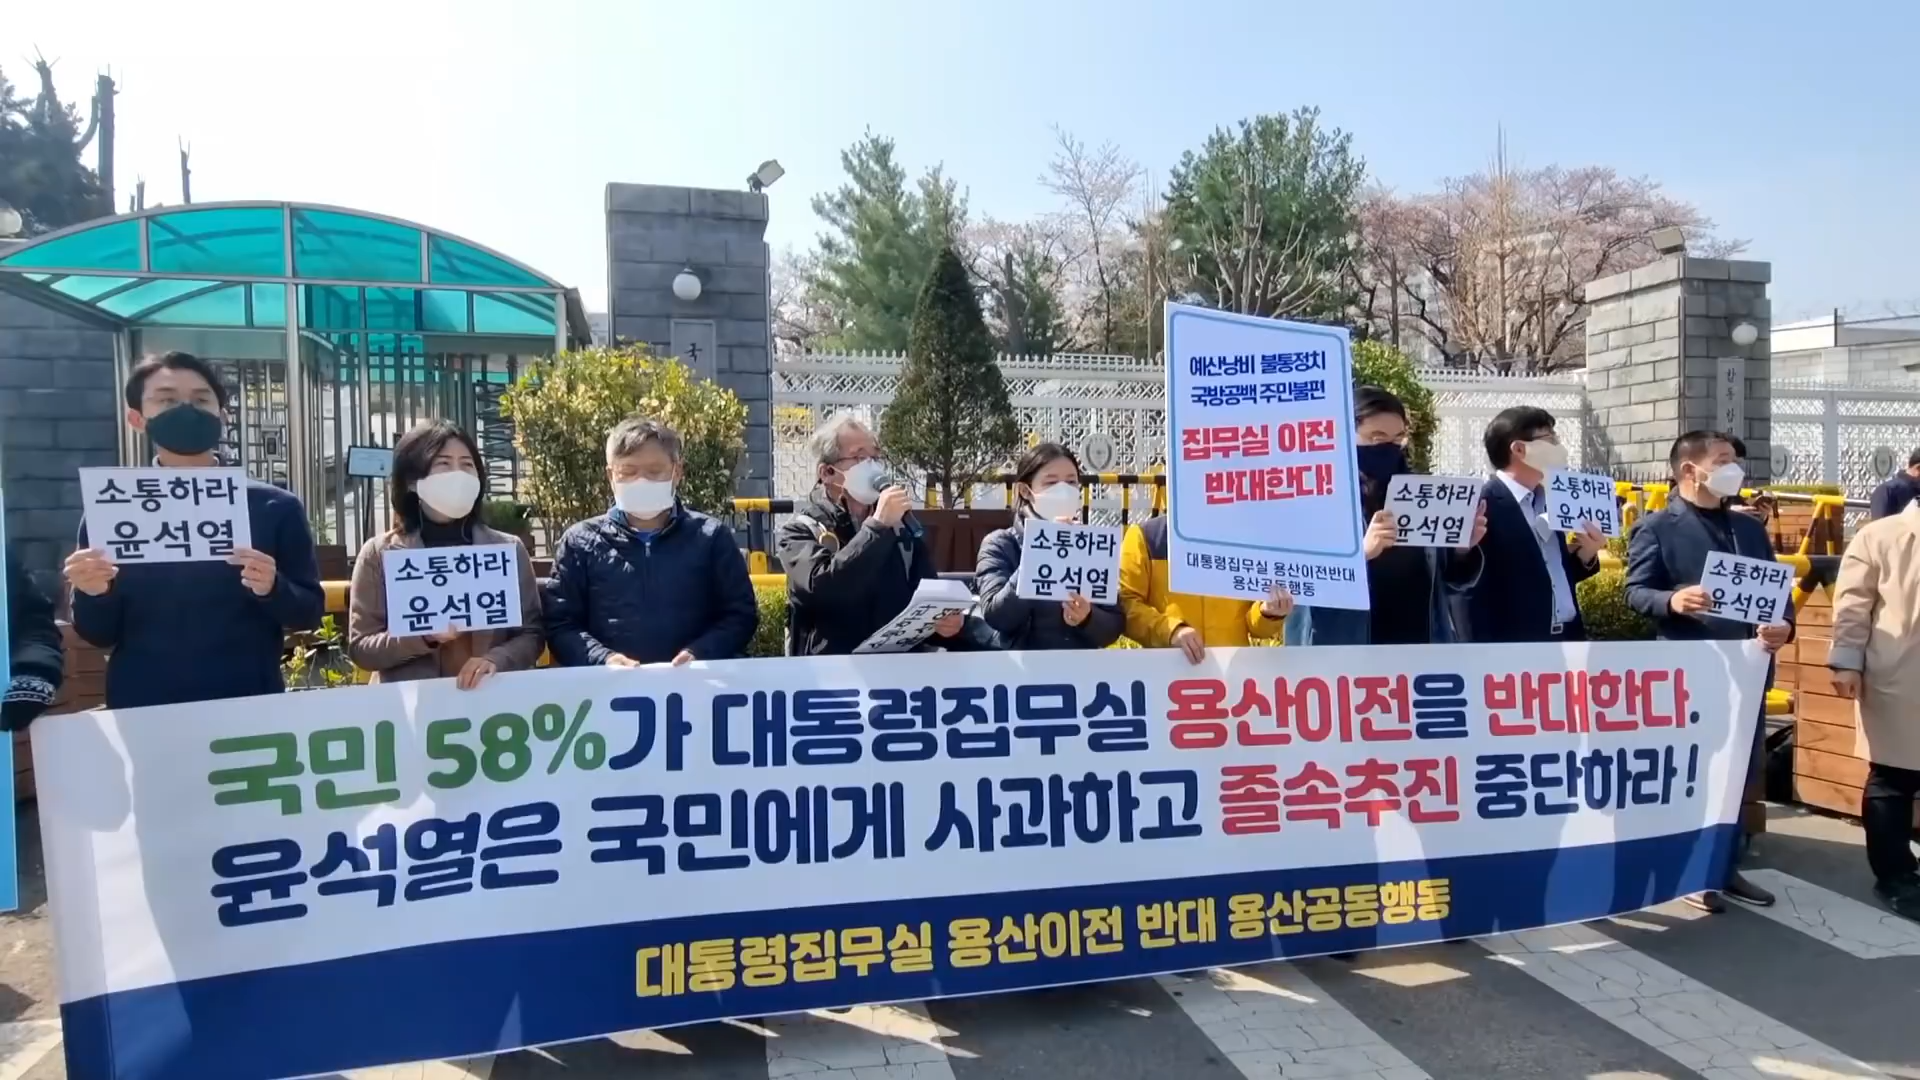 국
합동참
예산낭비 불통정치
국방공백 주민불편
집무실 이전
반대한다!
대통령집무실 용산이전반대
용산공동행동
소통하라
윤석열
소통하라
윤석열
소통하라
윤석열
소통하라
윤석열
소통하라
윤석열
소통하라
윤석열
국민 58%가 대통령집무실 용산이전을 반대한다.
윤석열은 국민에게 사과하고 졸속추진 중단하라!
대통령집무실 용산이전 반대 용산공동행동